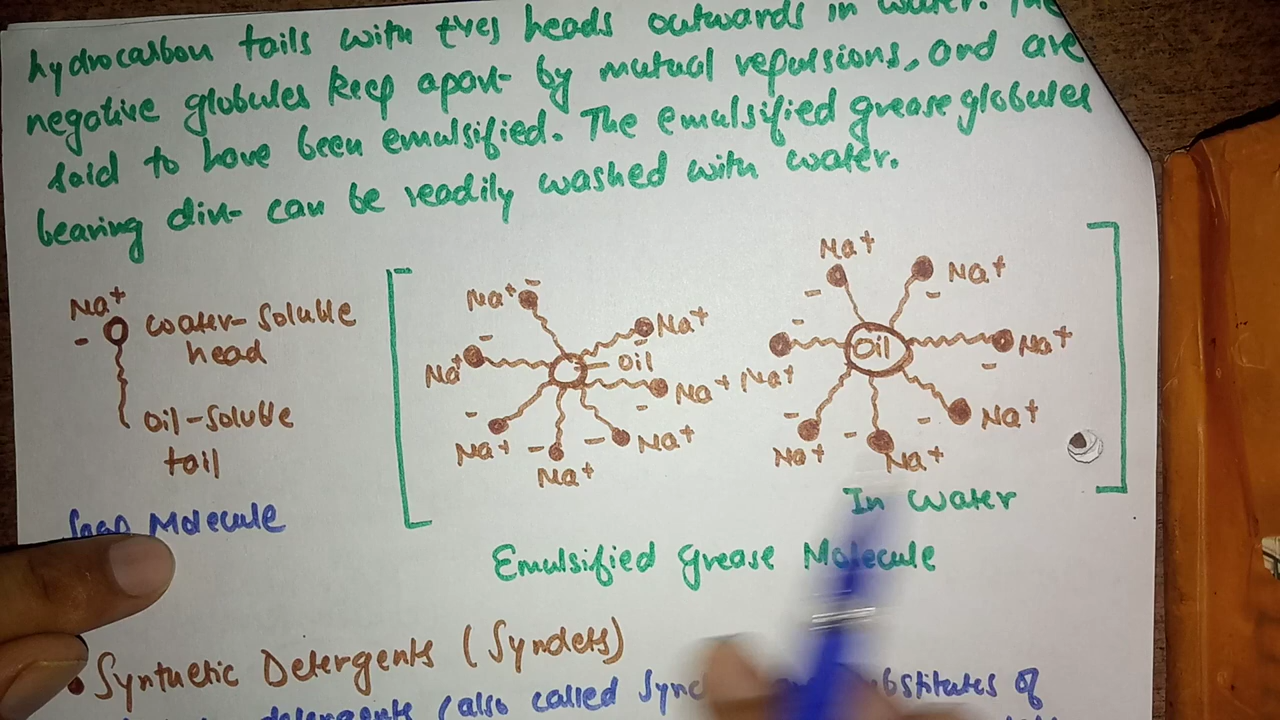 hydrocarbon tails with tves heads outwards in water. The
negative globules keep apart by mutual repulsions, and are
said to have been emulsified. The emulsified grease globules
bearing dirt can be readily washed with water.
Na+
-
water-soluble
head
oil-soluble
tail
Soap Molecule
Na+ -
Na+
-
Na+
- Oil
Na+
-
Na+ -
Na+ -
Na+ -
Na+
-
Na+
-
Na+
-
Na+
Oil
Na+
-
Na+
-
Na+
-
Na+
In Water
Emulsified Grease Molecule
• Synthetic Detergents (Syndets)
detergents (also called of